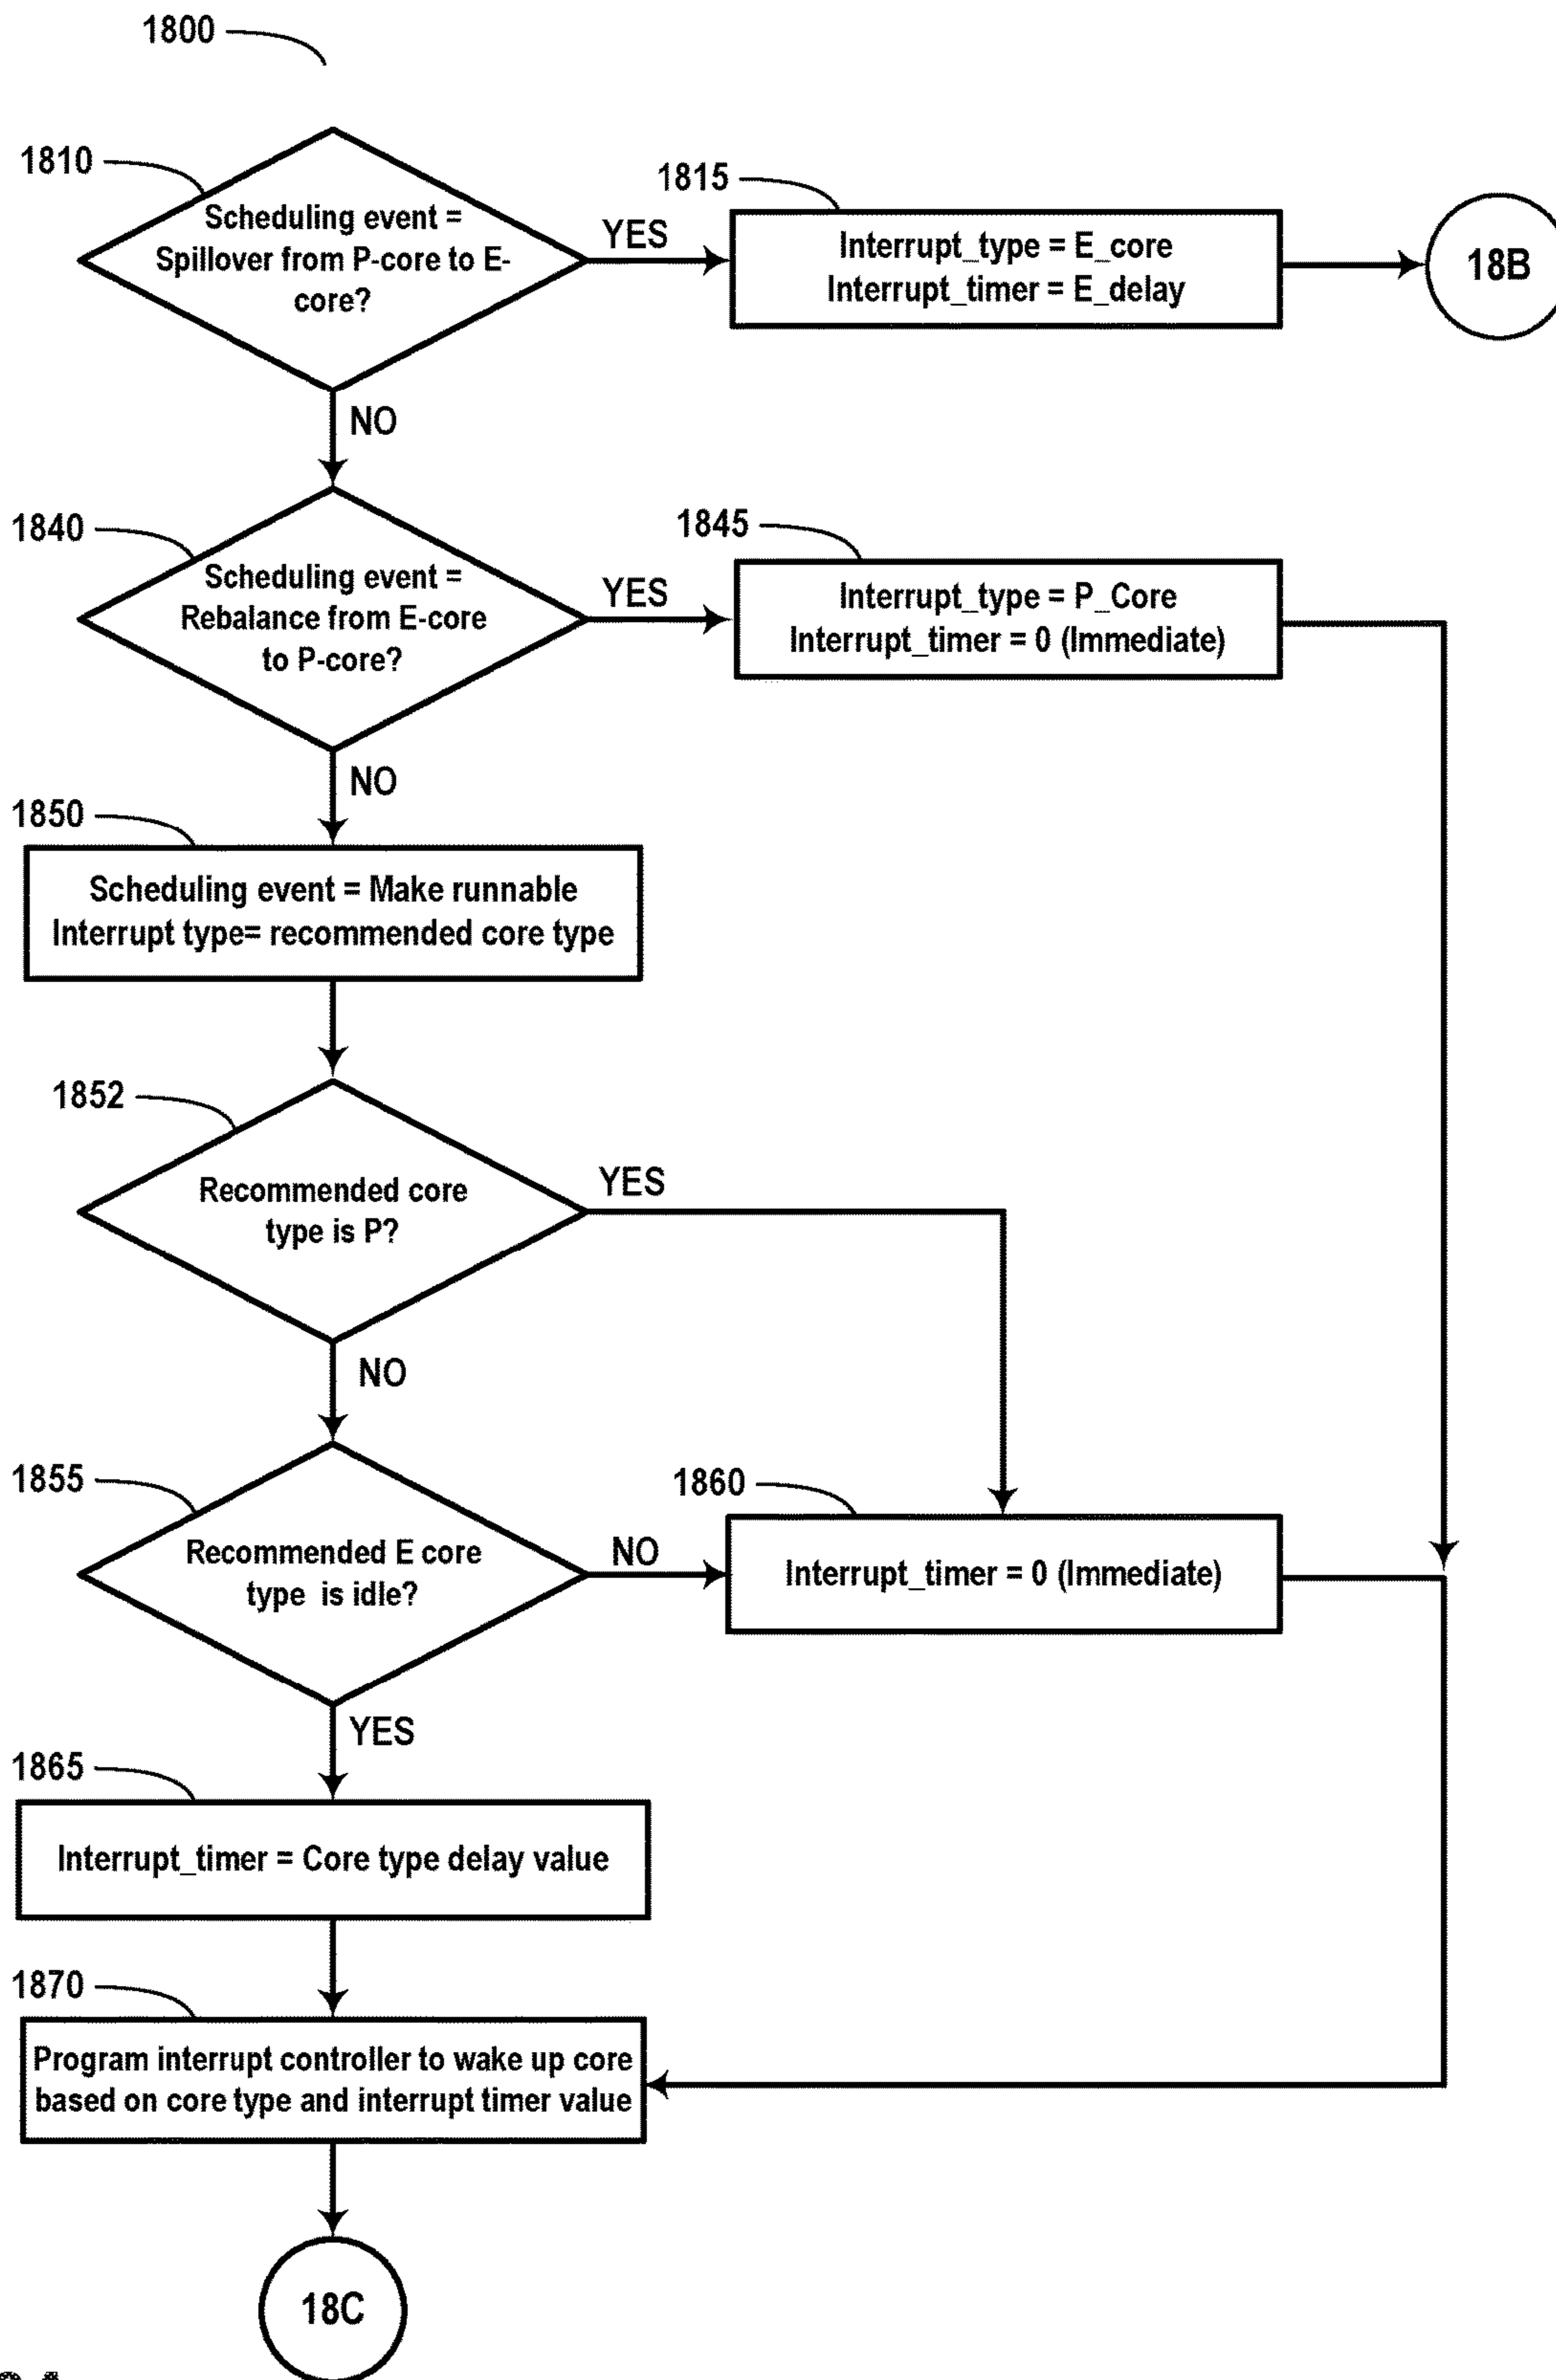 1800
1810
Scheduling event =
Spillover from P-core to E-
core?
YES
1815
Interrupt_type = E_core
Interrupt_timer = E_delay
18B
NO
1840
Scheduling event =
Rebalance from E-core
to P-core?
YES
1845
Interrupt_type = P_Core
Interrupt_timer = 0 (Immediate)
NO
1850
Scheduling event = Make runnable
Interrupt type= recommended core type
1852
Recommended core
type is P?
YES
NO
1855
Recommended E core
type is idle?
NO
1860
Interrupt_timer = 0 (Immediate)
YES
1865
Interrupt_timer = Core type delay value
1870
Program interrupt controller to wake up core
based on core type and interrupt timer value
18C